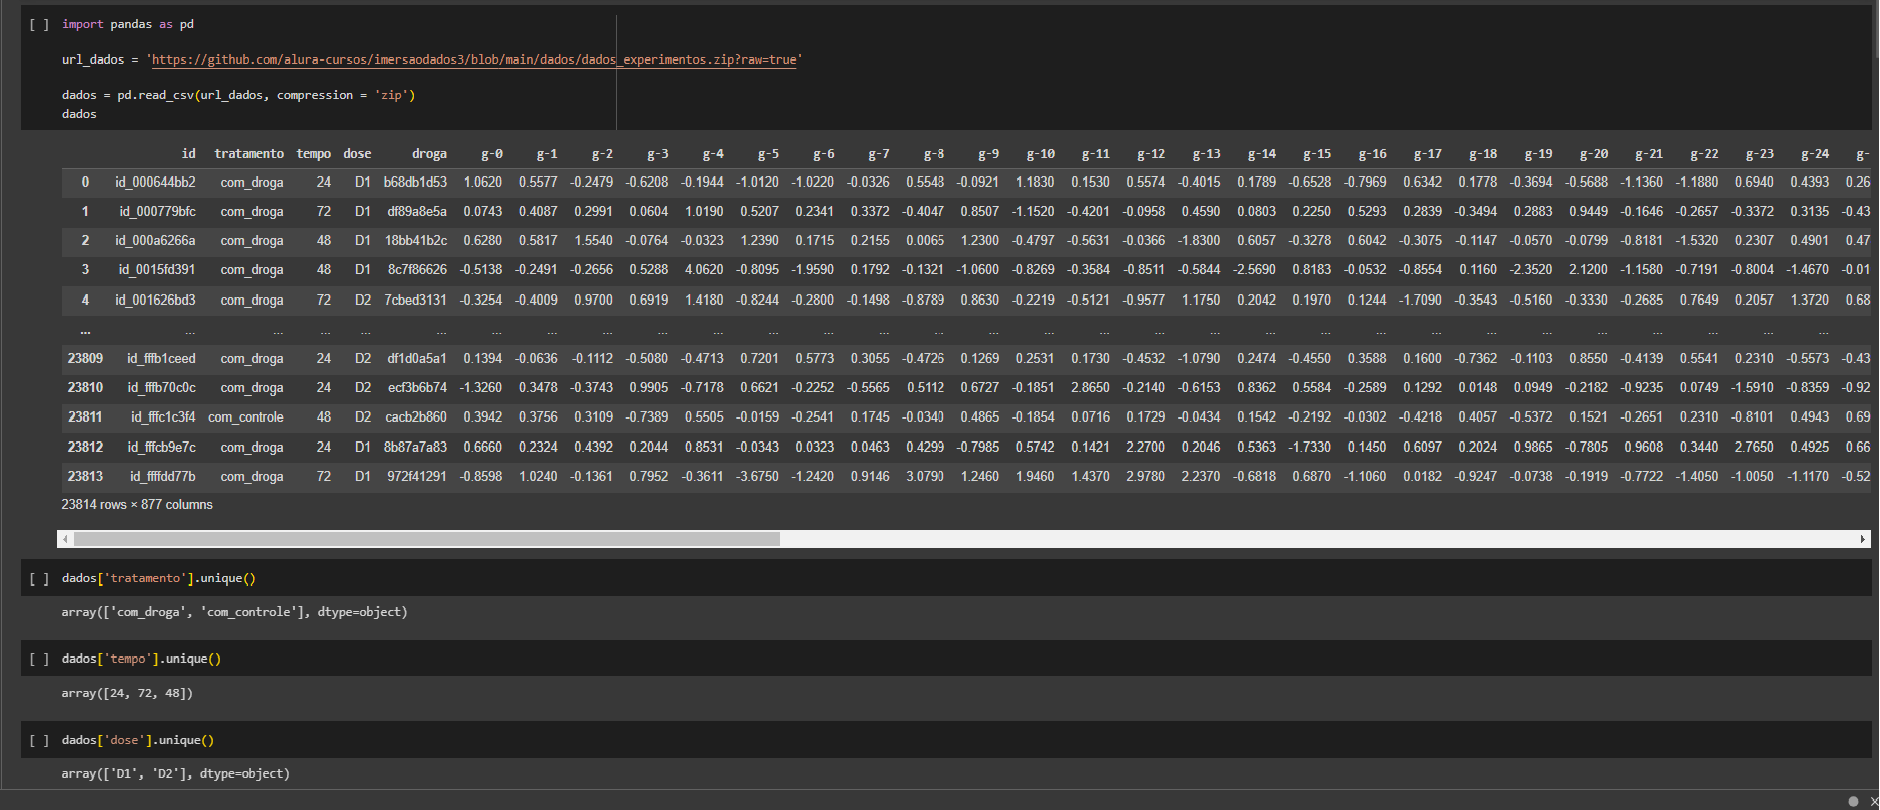 [ ] import pandas as pd
url_dados = 'https://github.com/alura-cursos/imersaodados3/blob/main/dados/dados_experimentos.zip?raw=true'
dados = pd.read_csv(url_dados, compression = 'zip')
dados
id tratamento tempo dose droga g-0 g-1 g-2 g-3 g-4 g-5 g-6 g-7 g-8 g-9 g-10 g-11 g-12 g-13 g-14 g-15 g-16 g-17 g-18 g-19 g-20 g-21 g-22 g-23 g-24 g-
0 id_000644bb2 com_droga 24 D1 b68db1d53 1.0620 0.5577 -0.2479 -0.6208 -0.1944 -1.0120 -1.0220 -0.0326 0.5548 -0.0921 1.1830 0.1530 0.5574 -0.4015 0.1789 -0.6528 -0.7969 0.6342 0.1778 -0.3694 -0.5688 -1.1360 -1.1880 0.6940 0.4393 0.26
1 id_000779bfc com_droga 72 D1 df89a8e5a 0.0743 0.4087 0.2991 0.0604 1.0190 0.5207 0.2341 0.3372 -0.4047 0.8507 -1.1520 -0.4201 -0.0958 0.4590 0.0803 0.2250 0.5293 0.2839 -0.3494 0.2883 0.9449 -0.1646 -0.2657 -0.3372 0.3135 -0.43
2 id_000a6266a com_droga 48 D1 18bb41b2c 0.6280 0.5817 1.5540 -0.0764 -0.0323 1.2390 0.1715 0.2155 0.0065 1.2300 -0.4797 -0.5631 -0.0366 -1.8300 0.6057 -0.3278 0.6042 -0.3075 -0.1147 -0.0570 -0.0799 -0.8181 -1.5320 0.2307 0.4901 0.47
3 id_0015fd391 com_droga 48 D1 8c7f86626 -0.5138 -0.2491 -0.2656 0.5288 4.0620 -0.8095 -1.9590 0.1792 -0.1321 -1.0600 -0.8269 -0.3584 -0.8511 -0.5844 -2.5690 0.8183 -0.0532 -0.8554 0.1160 -2.3520 2.1200 -1.1580 -0.7191 -0.8004 -1.4670 -0.01
4 id_001626bd3 com_droga 72 D2 7cbed3131 -0.3254 -0.4009 0.9700 0.6919 1.4180 -0.8244 -0.2800 -0.1498 -0.8789 0.8630 -0.2219 -0.5121 -0.9577 1.1750 0.2042 0.1970 0.1244 -1.7090 -0.3543 -0.5160 -0.3330 -0.2685 0.7649 0.2057 1.3720 0.68
... ... ... ... ... ... ... ... ... ... ... ... ... ... ... ... ... ... ... ... ... ... ... ... ... ... ... ... ... ... ...
23809 id_fffb1ceed com_droga 24 D2 df1d0a5a1 0.1394 -0.0636 -0.1112 -0.5080 -0.4713 0.7201 0.5773 0.3055 -0.4726 0.1269 0.2531 0.1730 -0.4532 -1.0790 0.2474 -0.4550 0.3588 0.1600 -0.7362 -0.1103 0.8550 -0.4139 0.5541 0.2310 -0.5573 -0.43
23810 id_fffb70c0c com_droga 24 D2 ecf3b6b74 -1.3260 0.3478 -0.3743 0.9905 -0.7178 0.6621 -0.2252 -0.5565 0.5112 0.6727 -0.1851 2.8650 -0.2140 -0.6153 0.8362 0.5584 -0.2589 0.1292 0.0148 0.0949 -0.2182 -0.9235 0.0749 -1.5910 -0.8359 -0.92
23811 id_fffc1c3f4 com_controle 48 D2 cacb2b860 0.3942 0.3756 0.3109 -0.7389 0.5505 -0.0159 -0.2541 0.1745 -0.0340 0.4865 -0.1854 0.0716 0.1729 -0.0434 0.1542 -0.2192 -0.0302 -0.4218 0.4057 -0.5372 0.1521 -0.2651 0.2310 -0.8101 0.4943 0.69
23812 id_fffcb9e7c com_droga 24 D1 8b87a7a83 0.6660 0.2324 0.4392 0.2044 0.8531 -0.0343 0.0323 0.0463 0.4299 -0.7985 0.5742 0.1421 2.2700 0.2046 0.5363 -1.7330 0.1450 0.6097 0.2024 0.9865 -0.7805 0.9608 0.3440 2.7650 0.4925 0.66
23813 id_ffffdd77b com_droga 72 D1 972f41291 -0.8598 1.0240 -0.1361 0.7952 -0.3611 -3.6750 -1.2420 0.9146 3.0790 1.2460 1.9460 1.4370 2.9780 2.2370 -0.6818 0.6870 -1.1060 0.0182 -0.9247 -0.0738 -0.1919 -0.7722 -1.4050 -1.0050 -1.1170 -0.52
23814 rows × 877 columns
[ ] dados['tratamento'].unique()
array(['com_droga', 'com_controle'], dtype=object)
[ ] dados['tempo'].unique()
array([24, 72, 48])
[ ] dados['dose'].unique()
array(['D1', 'D2'], dtype=object)